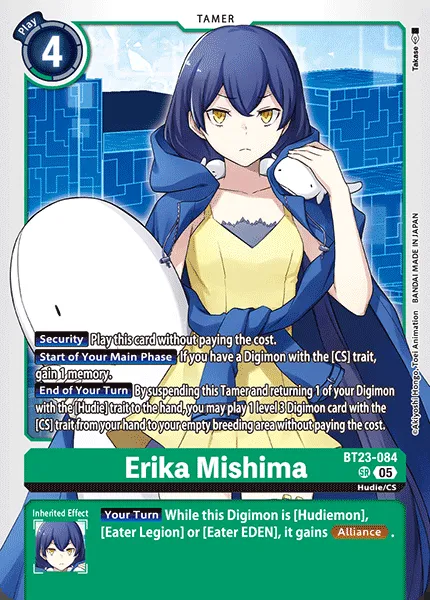 TAMER
Play
4
Takase
©Akiyoshi Hongo, Toei Animation BANDAI MADE IN JAPAN
Security Play this card without paying the cost.
Start of Your Main Phase If you have a Digimon with the [CS] trait,
gain 1 memory.
End of Your Turn By suspending this Tamer and returning 1 of your Digimon
with the [Hudie] trait to the hand, you may play 1 level 3 Digimon card with the
[CS] trait from your hand to your empty breeding area without paying the cost.
Erika Mishima
BT23-084
SR 05
Hudie/CS
Inherited Effect
Your Turn While this Digimon is [Hudiemon],
[Eater Legion] or [Eater EDEN], it gains Alliance .